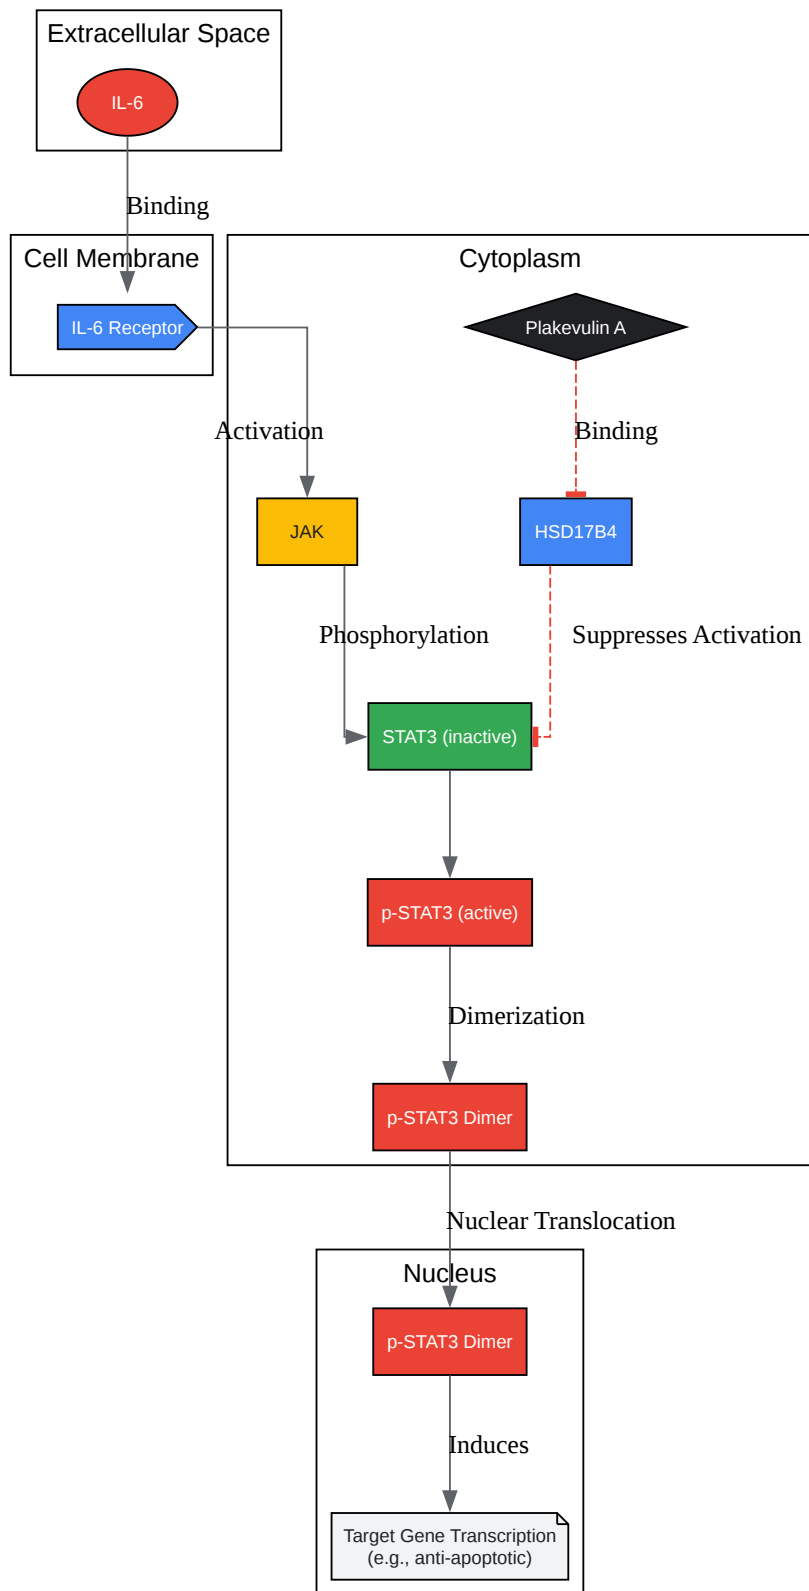 Extracellular Space
IL-6
Binding
Cell Membrane
IL-6 Receptor
Cytoplasm
Plakevulin A
Activation
Binding
JAK
HSD17B4
Phosphorylation
Suppresses Activation
STAT3 (inactive)
p-STAT3 (active)
Dimerization
p-STAT3 Dimer
Nuclear Translocation
Nucleus
p-STAT3 Dimer
Induces
Target Gene Transcription
(e.g., anti-apoptotic)